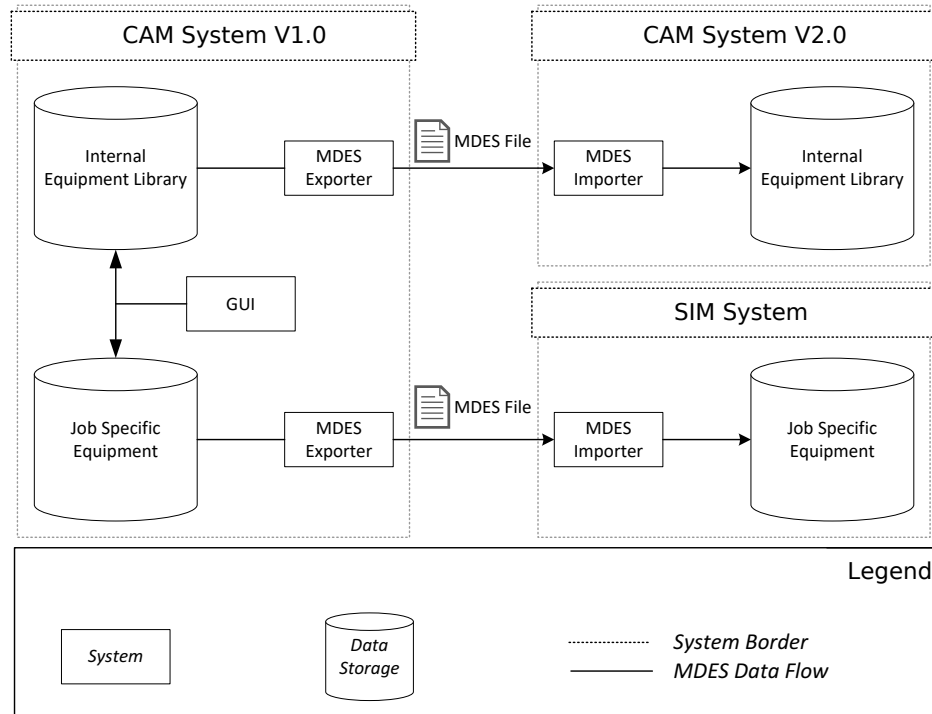 CAM System V1.0
CAM System V2.0
Internal
Equipment Library
MDES
Exporter
MDES File
MDES
Importer
Internal
Equipment Library
GUI
SIM System
Job Specific
Equipment
MDES
Exporter
MDES File
MDES
Importer
Job Specific
Equipment
Legend
System
Data
Storage
System Border
MDES Data Flow